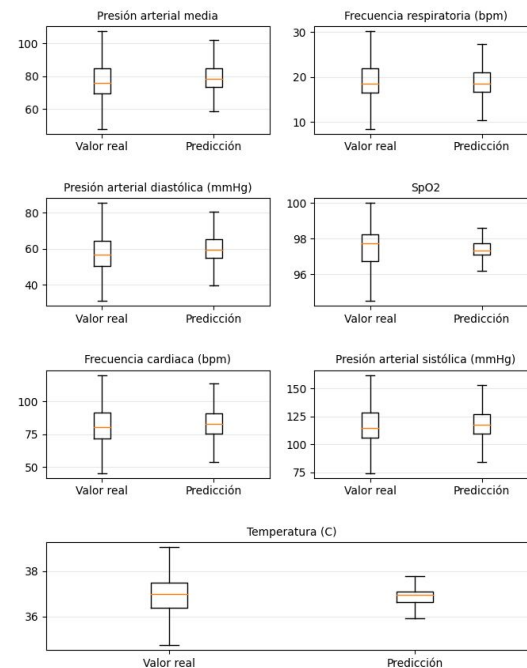 Presión arterial media
100
80
60
Valor real Predicción
Frecuencia respiratoria (bpm)
30
20
10
Valor real Predicción
Presión arterial diastólica (mmHg)
80
60
40
Valor real Predicción
SpO2
100
98
96
Valor real Predicción
Frecuencia cardiaca (bpm)
100
75
50
Valor real Predicción
Presión arterial sistólica (mmHg)
150
125
100
75
Valor real Predicción
Temperatura (C)
38
36
Valor real Predicción